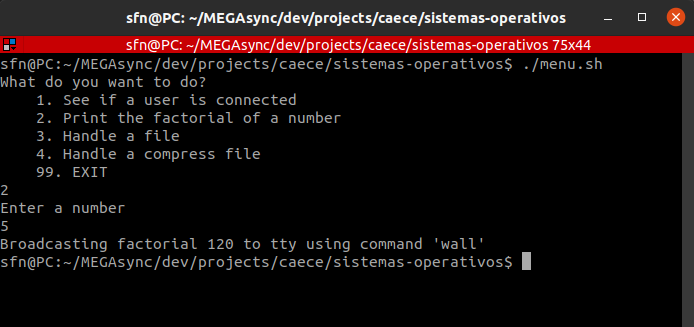 sfn@PC: ~/MEGAsync/dev/projects/caece/sistemas-operativos
sfn@PC: ~/MEGAsync/dev/projects/caece/sistemas-operativos 75x44
sfn@PC:~/MEGAsync/dev/projects/caece/sistemas-operativos$ ./menu.sh
What do you want to do?
    1. See if a user is connected
    2. Print the factorial of a number
    3. Handle a file
    4. Handle a compress file
    99. EXIT
2
Enter a number
5
Broadcasting factorial 120 to tty using command 'wall'
sfn@PC:~/MEGAsync/dev/projects/caece/sistemas-operativos$